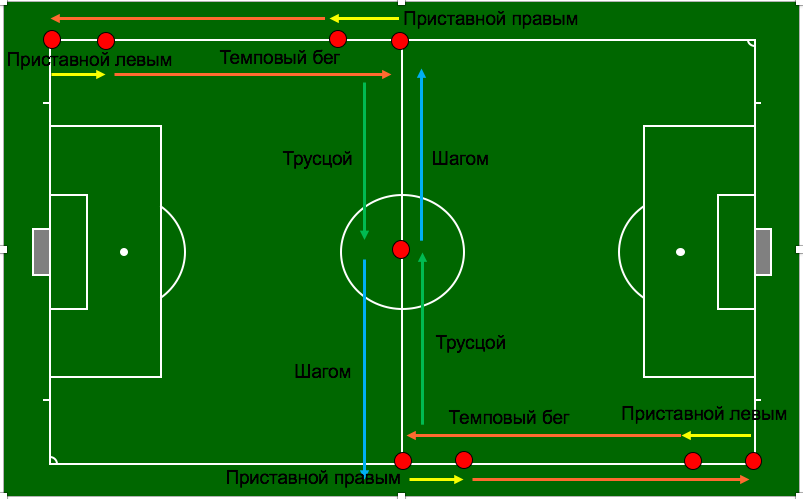 Приставной правым
Приставной левым
Темповый бег
Трусцой
Шагом
Трусцой
Шагом
Темповый бег
Приставной левым
Приставной правым